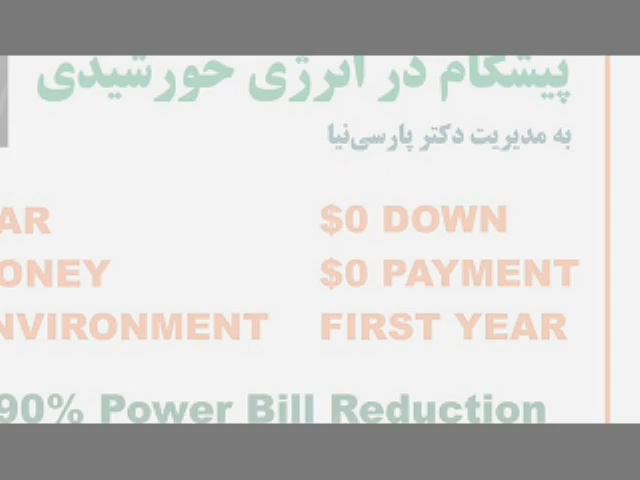 پیشگام در انرژی خورشیدی
به مدیریت دکتر پارسی‌نیا
AR $0 DOWN
ONEY $0 PAYMENT
NVIRONMENT FIRST YEAR
90% Power Bill Reduction